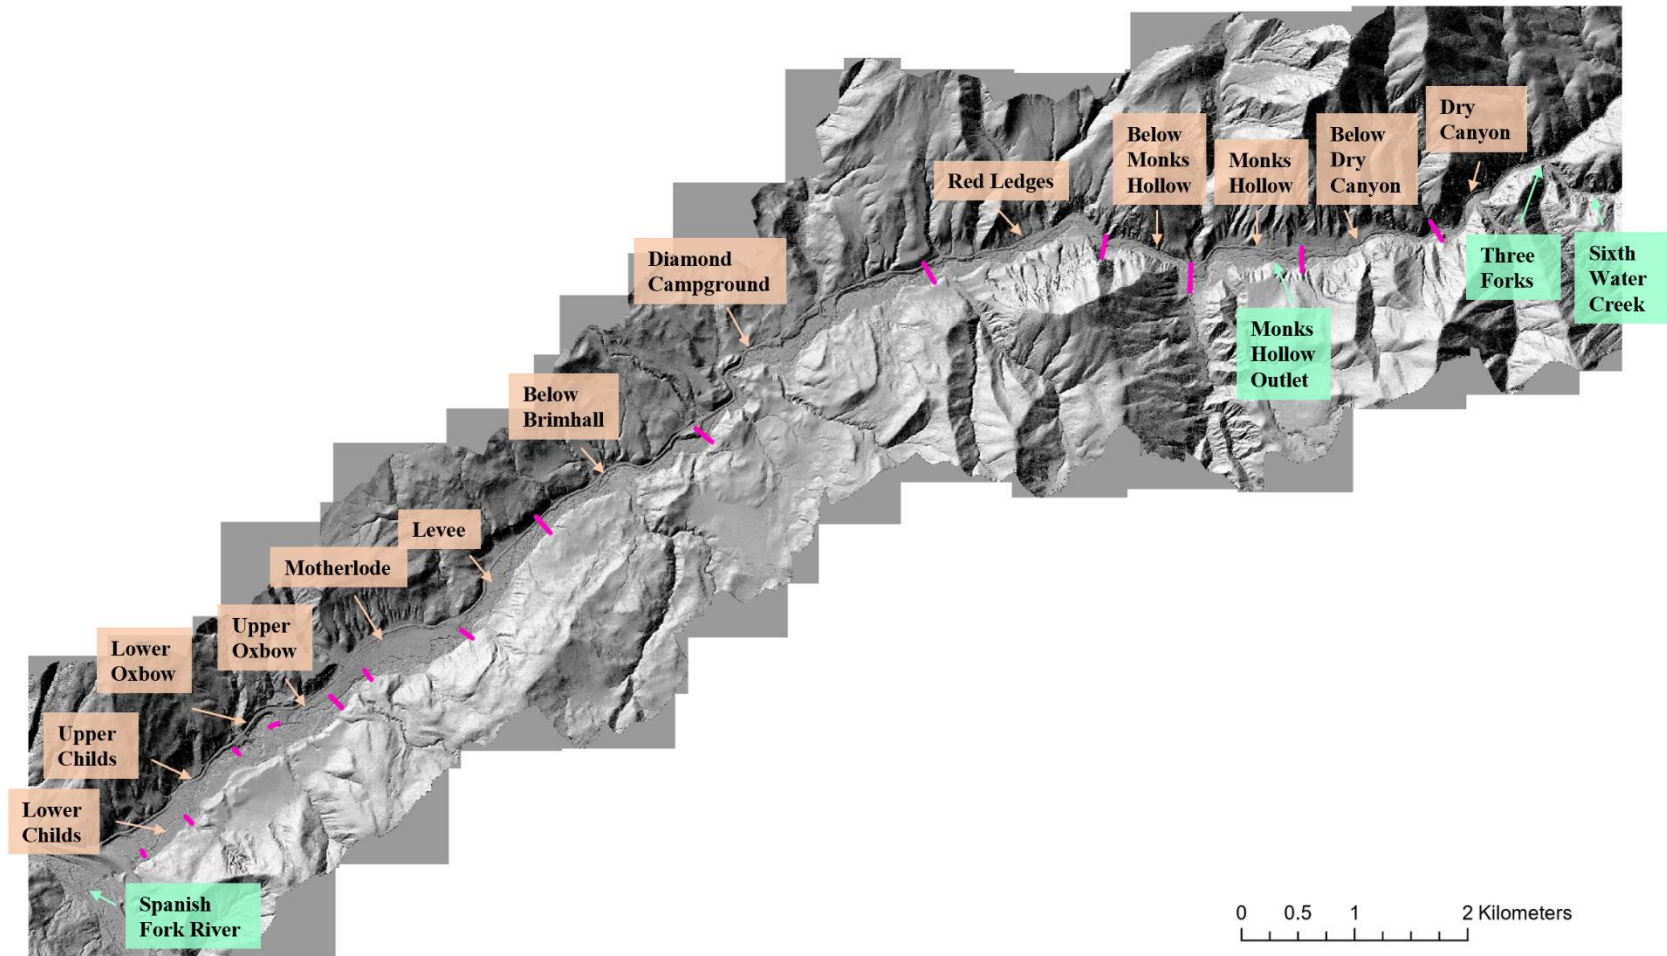 Dry
Canyon
Below
Monks
Hollow
Monks
Hollow
Below
Dry
Canyon
Red Ledges
Three
Forks
Sixth
Water
Creek
Diamond
Campground
Monks
Hollow
Outlet
Below
Brimhall
Levee
Motherlode
Upper
Oxbow
Lower
Oxbow
Upper
Childs
Lower
Childs
Spanish
Fork River
0 0.5 1 2 Kilometers